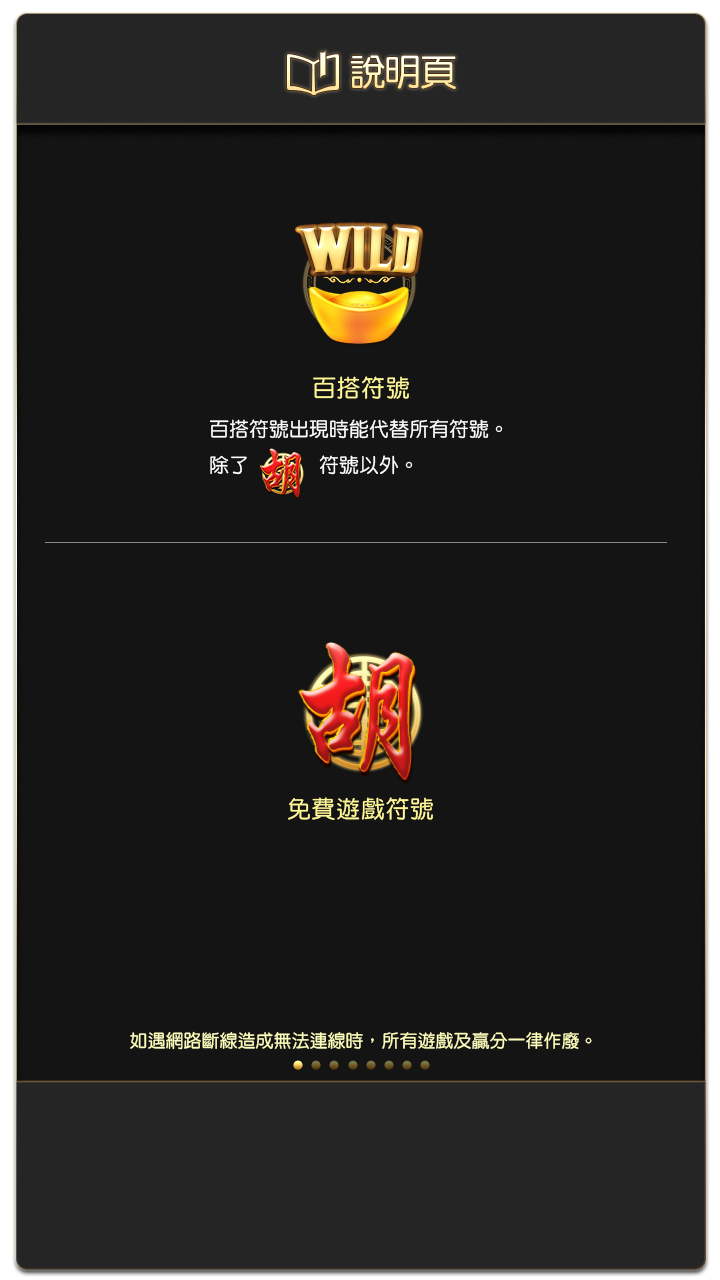 說明頁
WILD
百搭符號
百搭符號出現時能代替所有符號。
除了 胡 符號以外。
胡
免費遊戲符號
如遇網路斷線造成無法連線時，所有遊戲及贏分一律作廢。